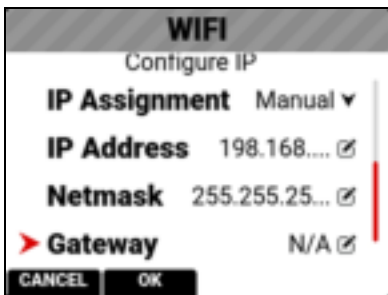 WIFI
Configure IP
IP Assignment Manual
IP Address 198.168....
Netmask 255.255.25...
Gateway N/A
CANCEL OK